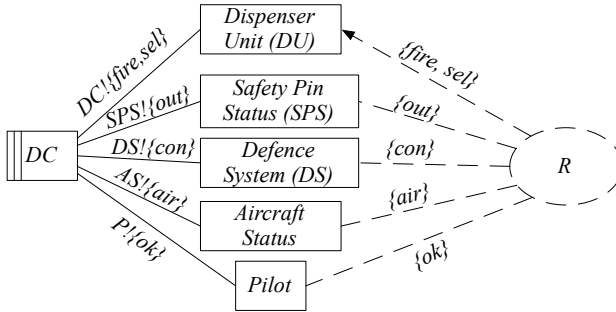 Dispenser
Unit (DU)
DC!{fire,sel}
{fire, sel}
Safety Pin
Status (SPS)
SPS!{out}
{out}
DC
DS!{con}
Defence
System (DS)
{con}
R
AS!{air}
Aircraft
Status
{air}
P!{ok}
Pilot
{ok}